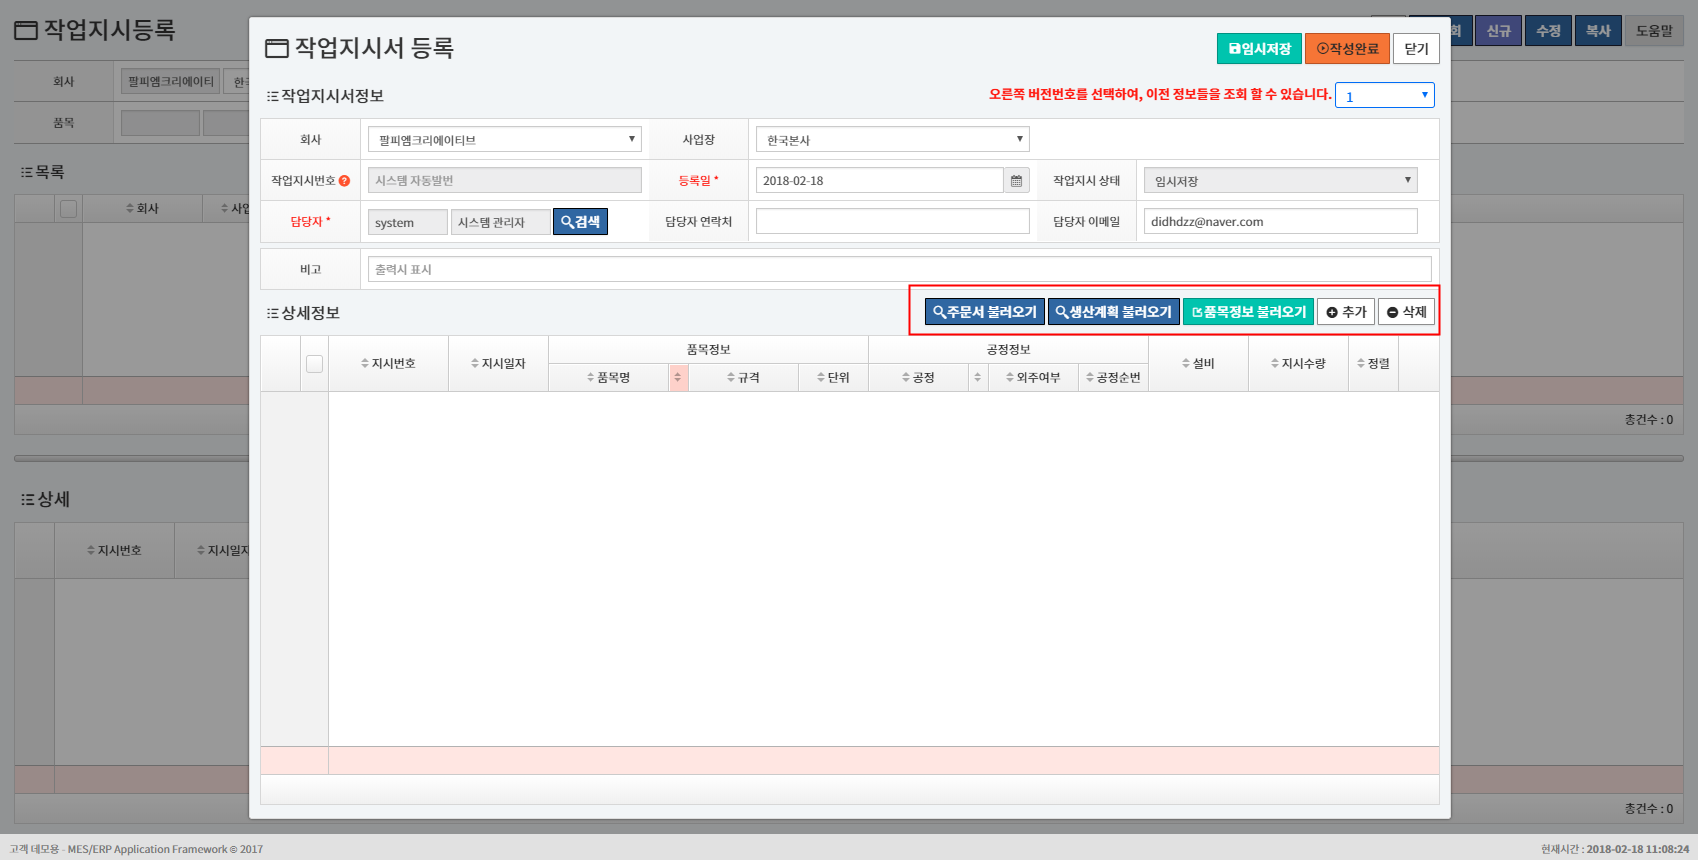 작업지시등록
회 신규 수정 복사 도움말
회사 팔피엠크리에이티
품목
목록
회사
총건수 : 0
상세
지시번호 지시일자
총건수 : 0
작업지시서 등록
임시저장 작성완료 닫기
작업지시서정보
오른쪽 버전번호를 선택하여, 이전 정보들을 조회 할 수 있습니다. 1
회사 팔피엠크리에이티브 사업장 한국본사
작업지시번호 ? 시스템 자동발번 등록일 * 2018-02-18 작업지시 상태 임시저장
담당자 * system 시스템 관리자 검색 담당자 연락처 담당자 이메일 didhdzz@naver.com
비고 출력시 표시
상세정보
주문서 불러오기 생산계획 불러오기 품목정보 불러오기 추가 삭제
품목정보 공정정보
지시번호 지시일자 설비 지시수량 정렬
품목명 규격 단위 공정 외주여부 공정순번
고객 데모용 - MES/ERP Application Framework © 2017
현재시간 : 2018-02-18 11:08:24